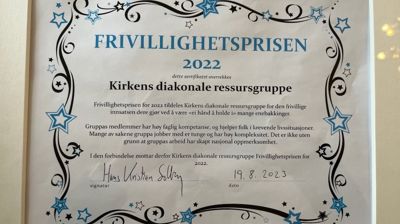 FRIVILLIGHETSPRISEN
2022
dette sertifikatet overrekkes
Kirkens diakonale ressursgruppe
Frivillighetsprisen for 2022 tildeles Kirkens diakonale ressursgruppe for den frivillige
innsatsen dere gjør ved å være «ei hånd å holde i» mange enebakkinger.
Gruppas medlemmer har høy faglig kompetanse, og hjelper folk i krevende livssituasjoner.
Mange av sakene gruppa jobber med er tunge og har høy kompleksitet. Det er ikke uten
grunn at gruppas arbeid har skapt nasjonal oppmerksomhet.
I den forbindelse mottar derfor Kirkens diakonale ressursgruppe Frivillighetsprisen for
2022.
Hans Kristian 19.8.2023
signatur dato